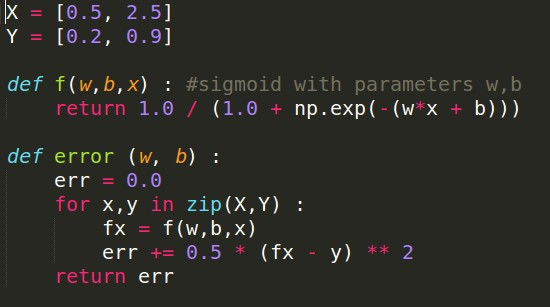 X = [0.5, 2.5]
Y = [0.2, 0.9]
def f(w,b,x) : #sigmoid with parameters w,b
return 1.0 / (1.0 + np.exp(-(w*x + b)))
def error (w, b) :
err = 0.0
for x,y in zip(X,Y) :
fx = f(w,b,x)
err += 0.5 * (fx - y) ** 2
return err